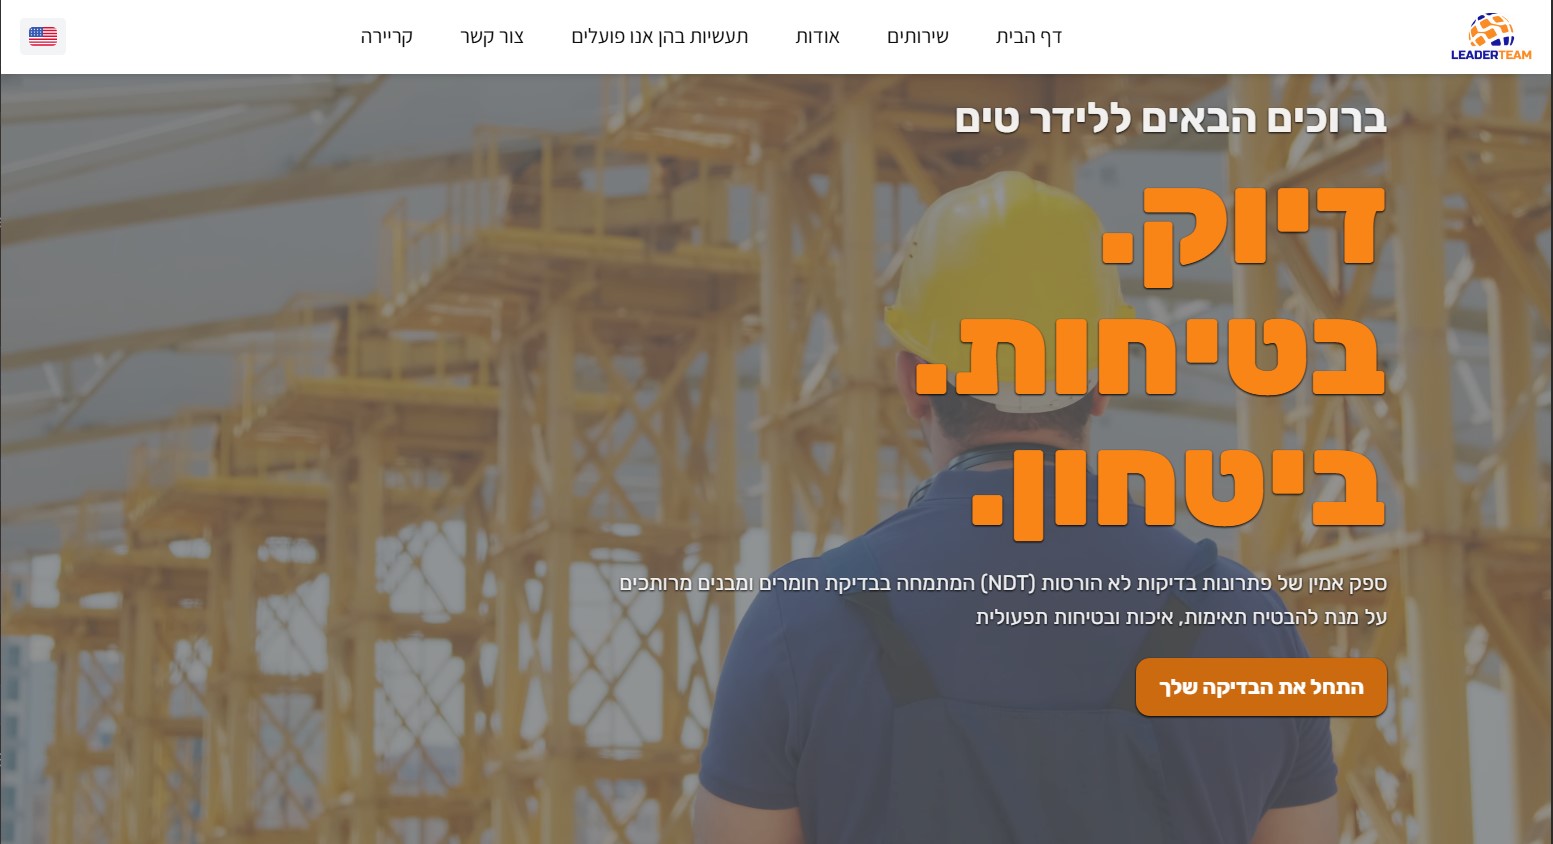 LEADERTEAM
דף הבית
שירותים
אודות
תעשיות בהן אנו פועלים
צור קשר
קריירה
ברוכים הבאים ללידר טים
דיוק.
בטיחות.
ביטחון.
ספק אמין של פתרונות בדיקות לא הורסות (NDT) המתמחה בבדיקת חומרים ומבנים מרותכים
על מנת להבטיח תאימות, איכות ובטיחות תפעולית
התחל את הבדיקה שלך